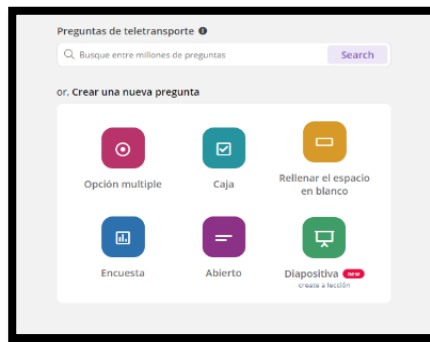 Preguntas de teletransporte
Busque entre millones de preguntas
Search
or. Crear una nueva pregunta
Opción multiple
Caja
Rellenar el espacio
en blanco
Encuesta
Abierto
Diapositiva new
create a lección